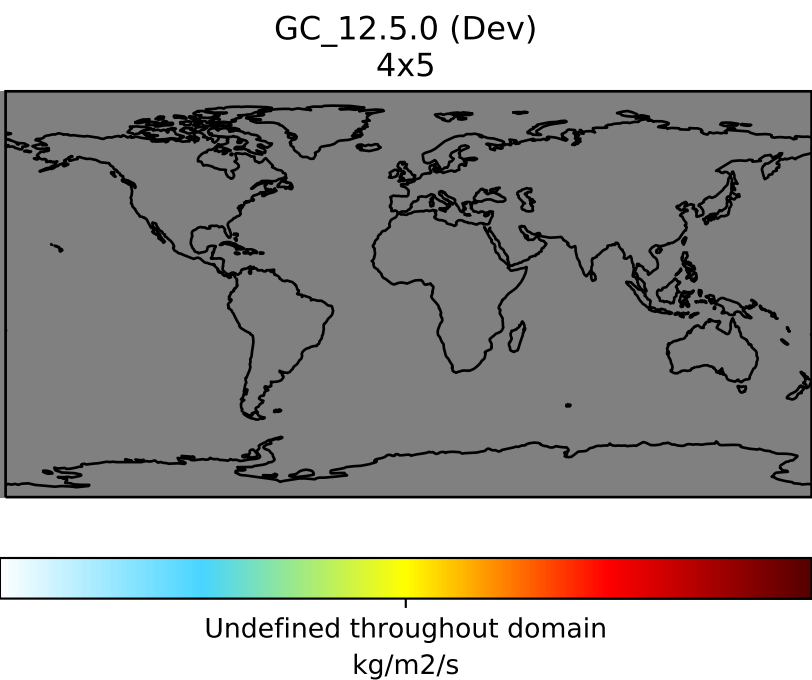 GC_12.5.0 (Dev)
4x5
Undefined throughout domain
kg/m2/s